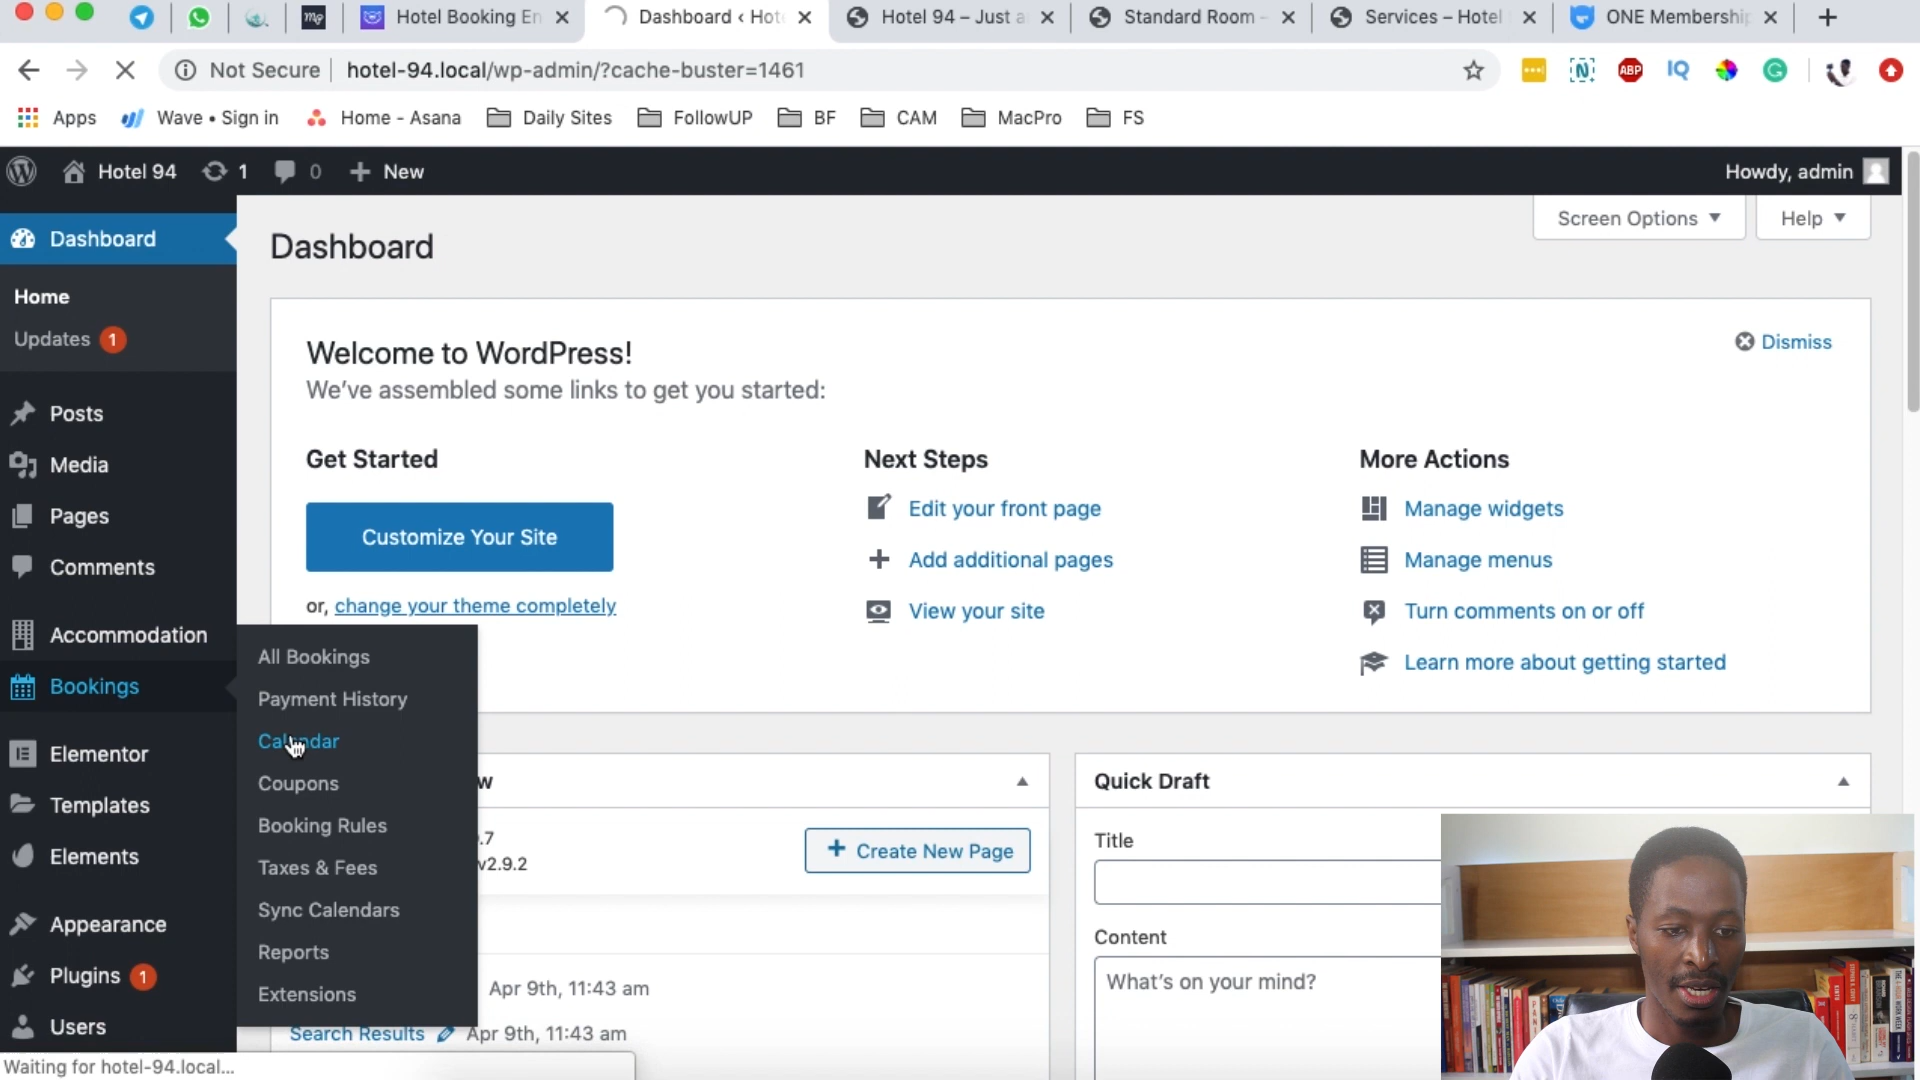 Hotel Booking En
Dashboard ‹ Hot
Hotel 94 – Just a
Standard Room –
Services – Hotel
ONE Membership
Not Secure
hotel-94.local/wp-admin/?cache-buster=1461
ABP
IQ
Apps
Wave • Sign in
Home - Asana
Daily Sites
FollowUP
BF
CAM
MacPro
FS
Hotel 94
1
0
New
Howdy, admin
Dashboard
Home
Updates 1
Posts
Media
Pages
Comments
Accommodation
Bookings
Elementor
Templates
Elements
Appearance
Plugins 1
Users
All Bookings
Payment History
Calendar
Coupons
Booking Rules
Taxes & Fees
Sync Calendars
Reports
Extensions
Dashboard
Screen Options
Help
Welcome to WordPress!
We've assembled some links to get you started:
Dismiss
Get Started
Customize Your Site
or, change your theme completely
Next Steps
Edit your front page
Add additional pages
View your site
More Actions
Manage widgets
Manage menus
Turn comments on or off
Learn more about getting started
w
.7
v2.9.2
Create New Page
Apr 9th, 11:43 am
Search Results Apr 9th, 11:43 am
Quick Draft
Title
Content
What's on your mind?
Waiting for hotel-94.local...